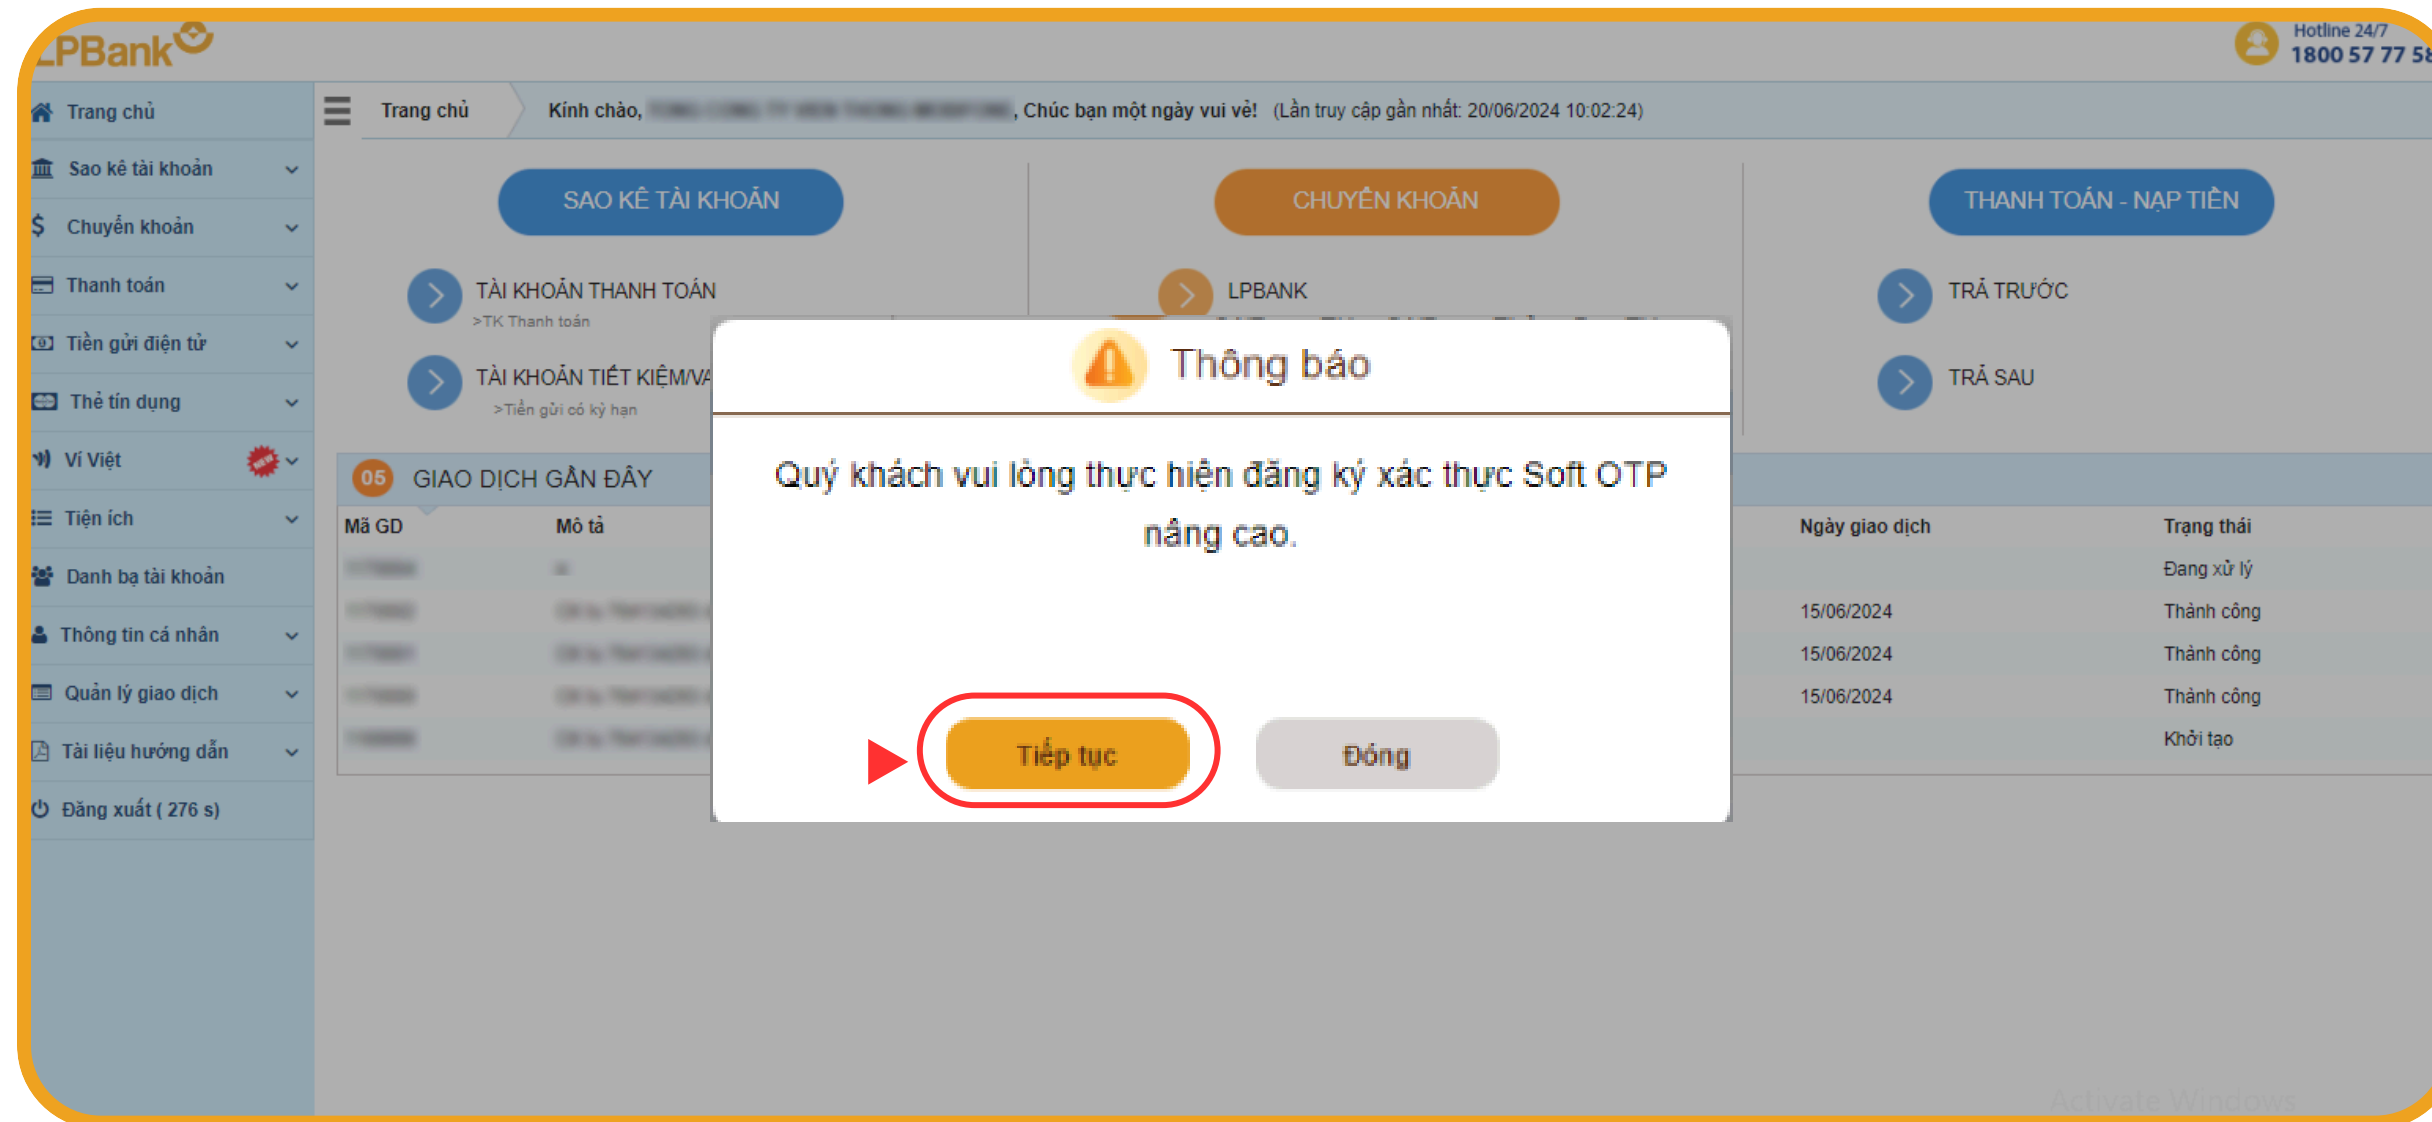 LPBank
Hotline 24/7
1800 57 77 58
Trang chủ
Sao kê tài khoản
Chuyển khoản
Thanh toán
Tiền gửi điện tử
Thẻ tín dụng
Ví Việt
NEW
Tiện ích
Danh bạ tài khoản
Thông tin cá nhân
Quản lý giao dịch
Tài liệu hướng dẫn
Đăng xuất ( 276 s)
Trang chủ
Kính chào, , Chúc bạn một ngày vui vẻ! (Lần truy cập gần nhất: 20/06/2024 10:02:24)
SAO KÊ TÀI KHOẢN
TÀI KHOẢN THANH TOÁN
>TK Thanh toán
TÀI KHOẢN TIẾT KIỆM/VA
>Tiền gửi có kỳ hạn
CHUYỂN KHOẢN
LPBANK
THANH TOÁN - NẠP TIỀN
TRẢ TRƯỚC
TRẢ SAU
05 GIAO DỊCH GẦN ĐÂY
Mã GD Mô tả Ngày giao dịch Trạng thái
Đang xử lý
15/06/2024 Thành công
15/06/2024 Thành công
15/06/2024 Thành công
Khởi tạo
Thông báo
Quý khách vui lòng thực hiện đăng ký xác thực Soft OTP
nâng cao.
Tiếp tục
Đóng
Activate Windows